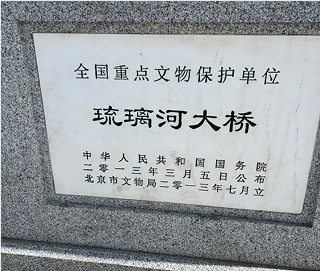 全国重点文物保护单位
琉璃河大桥
中华人民共和国国务院
二零一三年三月五日公布
北京市文物局二零一三年七月立